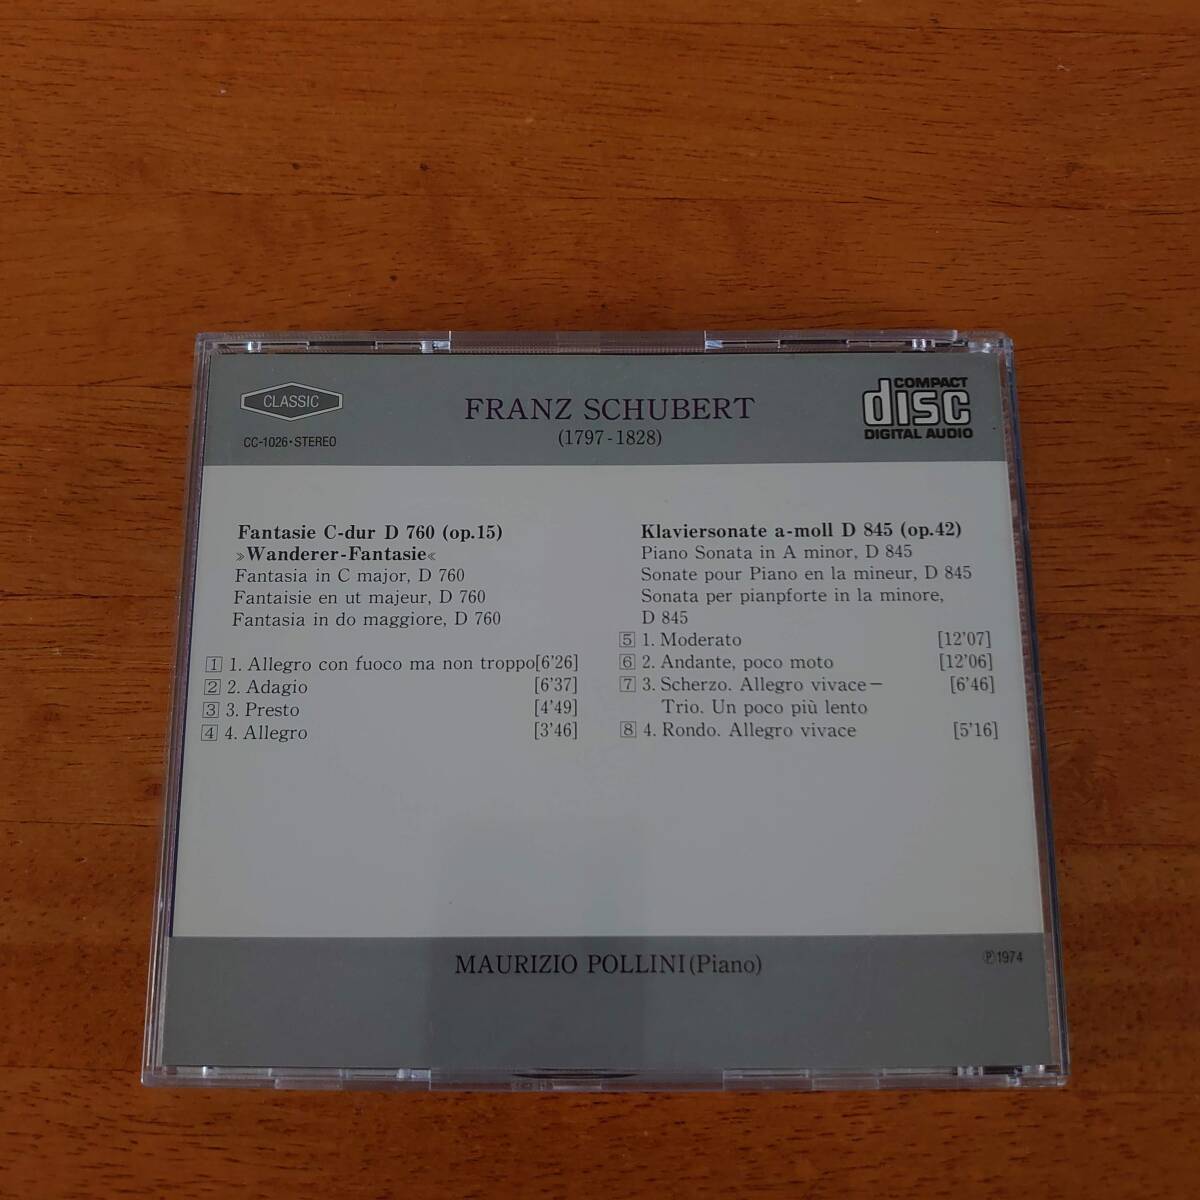 CLASSIC
CC-1026・STEREO
FRANZ SCHUBERT
(1797-1828)
COMPACT
disc
DIGITAL AUDIO
Fantasie C-dur D 760 (op.15)
»Wanderer-Fantasie«
Fantasia in C major, D 760
Fantaisie en ut majeur, D 760
Fantasia in do maggiore, D 760
1 1. Allegro con fuoco ma non troppo[6'26]
2 2. Adagio [6'37]
3 3. Presto [4'49]
4 4. Allegro [3'46]
Klaviersonate a-moll D 845 (op.42)
Piano Sonata in A minor, D 845
Sonate pour Piano en la mineur, D 845
Sonata per pianpforte in la minore,
D 845
5 1. Moderato [12'07]
6 2. Andante, poco moto [12'06]
7 3. Scherzo. Allegro vivace— [6'46]
Trio. Un poco più lento
8 4. Rondo. Allegro vivace [5'16]
MAURIZIO POLLINI(Piano)
℗1974